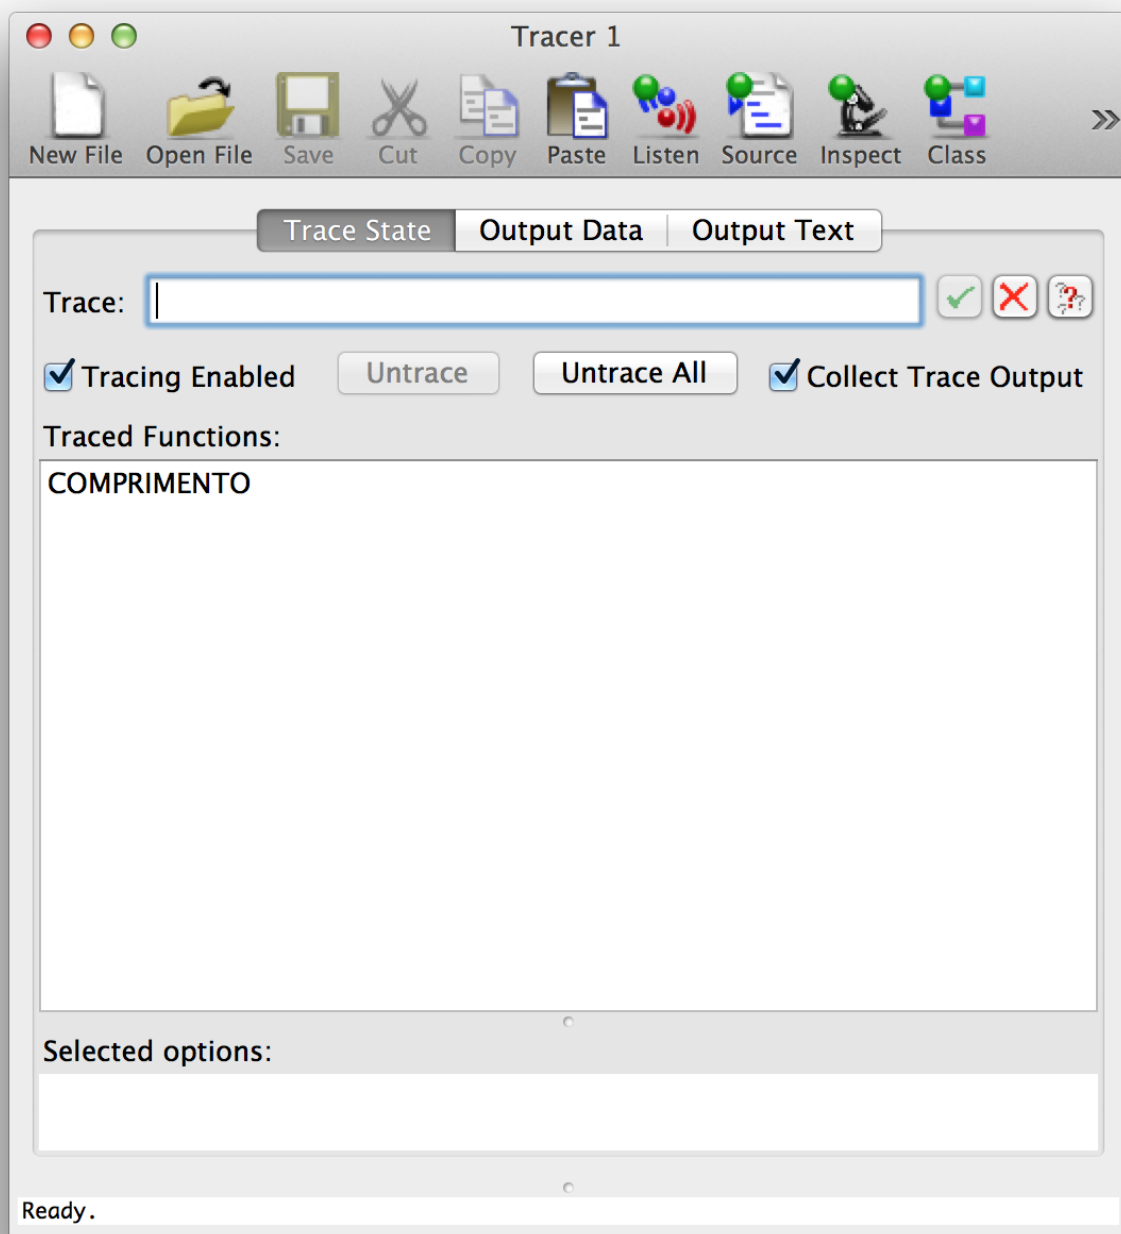 Tracer 1
New File Open File Save Cut Copy Paste Listen Source Inspect Class
Trace State Output Data Output Text
Trace:
Tracing Enabled Untrace Untrace All Collect Trace Output
Traced Functions:
COMPRIMENTO
Selected options:
Ready.